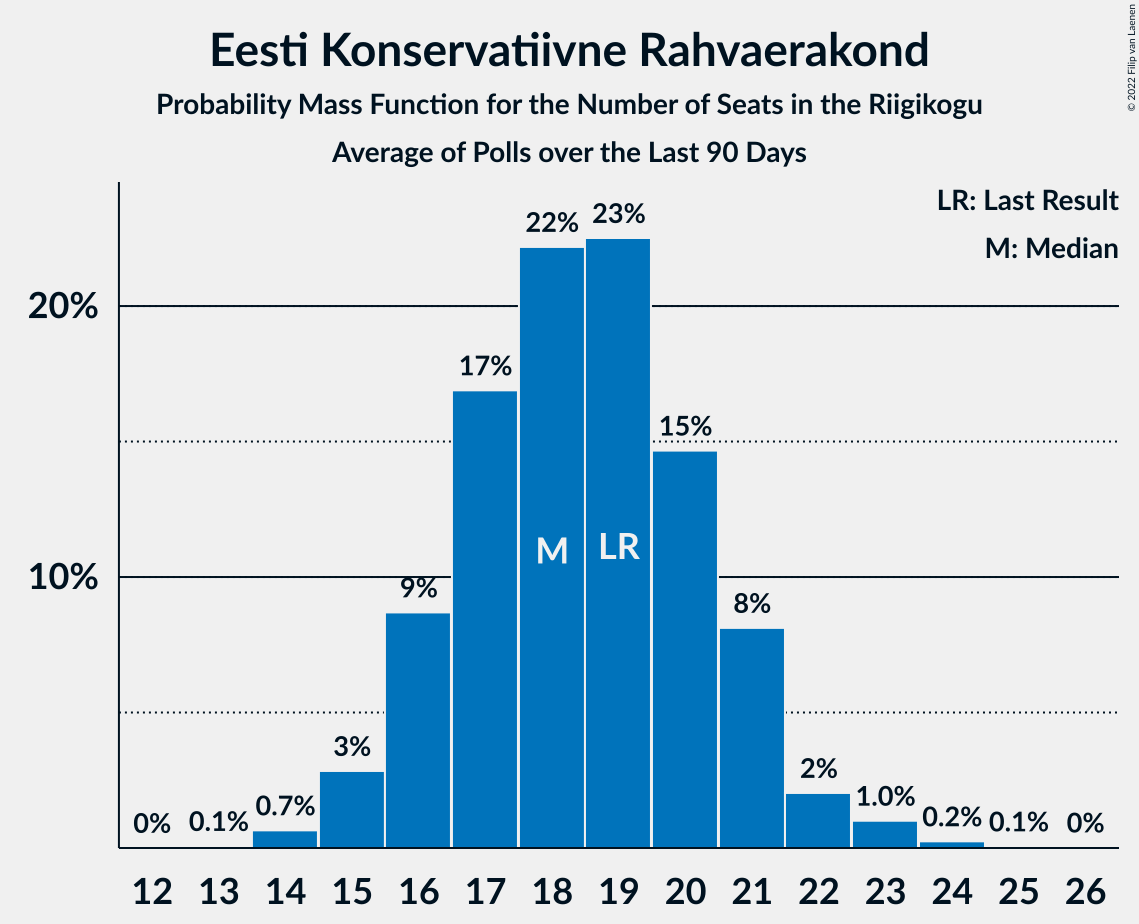 Eesti Konservatiivne Rahvaerakond
Probability Mass Function for the Number of Seats in the Riigikogu
Average of Polls over the Last 90 Days
© 2022 Filip van Laenen
LR: Last Result
M: Median
20%
10%
0%
0.1%
0.7%
3%
9%
17%
22%
23%
15%
8%
2%
1.0%
0.2%
0.1%
0%
M
LR
12 13 14 15 16 17 18 19 20 21 22 23 24 25 26